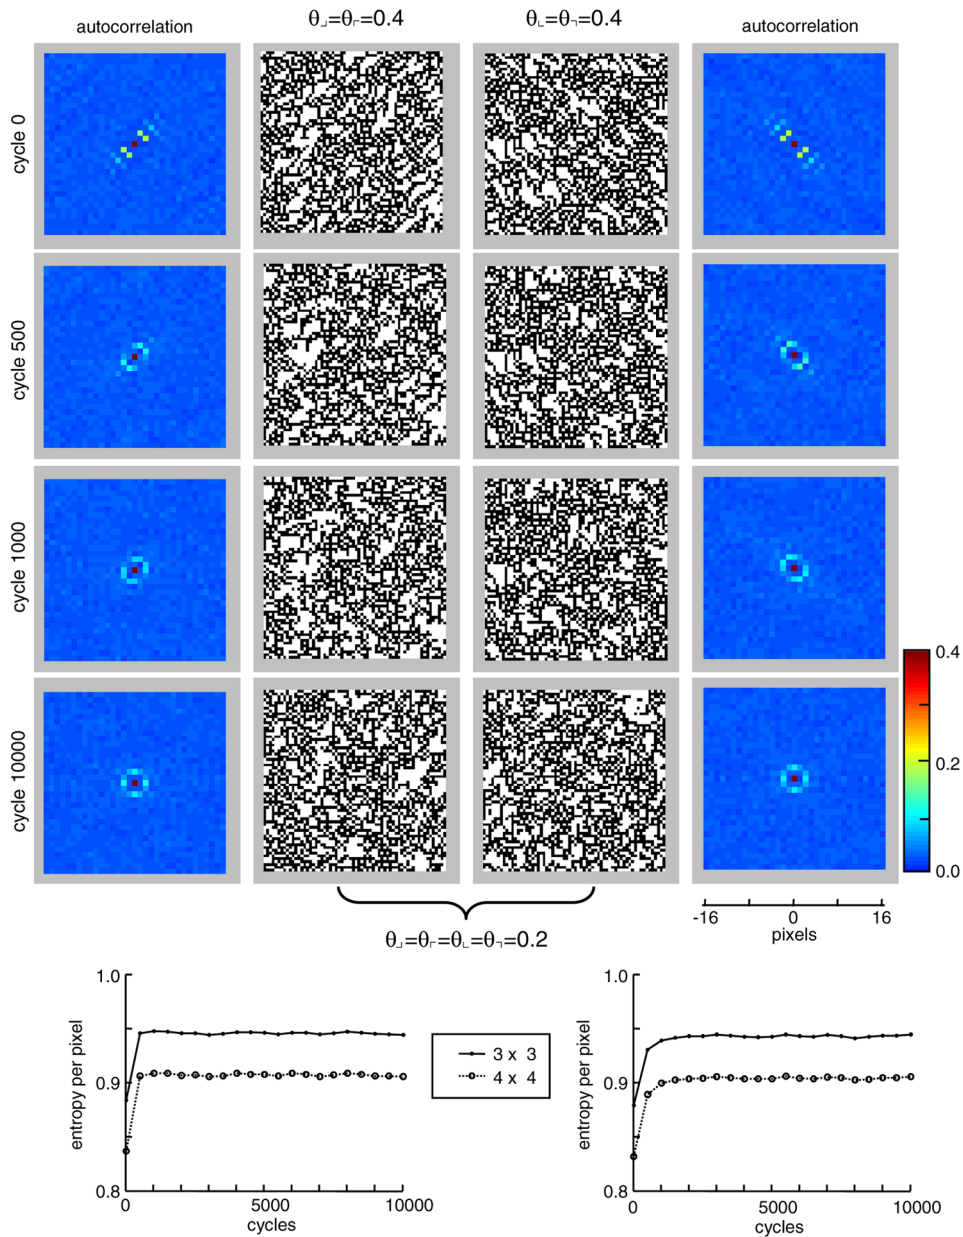 autocorrelation
θ⌟=θ⌜=0.4
θ⌞=θ⌝=0.4
autocorrelation
cycle 0
cycle 500
cycle 1000
cycle 10000
0.4
0.2
0.0
-16 0 16
pixels
θ⌟=θ⌜=θ⌞=θ⌝=0.2
1.0
0.9
0.8
entropy per pixel
0 5000 10000
cycles
3 x 3
4 x 4
1.0
0.9
0.8
entropy per pixel
0 5000 10000
cycles